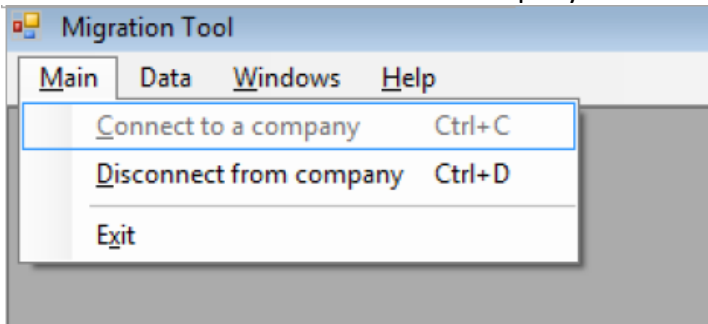 Migration Tool
Main Data Windows Help
Connect to a company Ctrl+C
Disconnect from company Ctrl+D
Exit